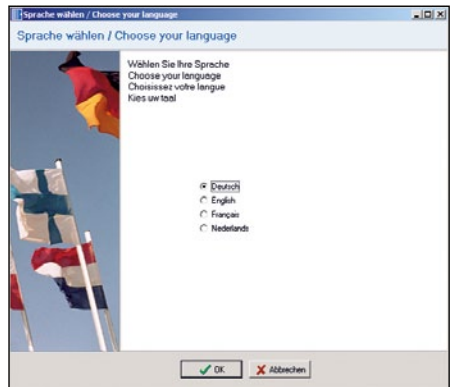 Sprache wählen / Choose your language
Sprache wählen / Choose your language
Wählen Sie Ihre Sprache
Choose your language
Choisissez votre langue
Kies uw taal
Deutsch
English
Français
Nederlands
OK
Abbrechen